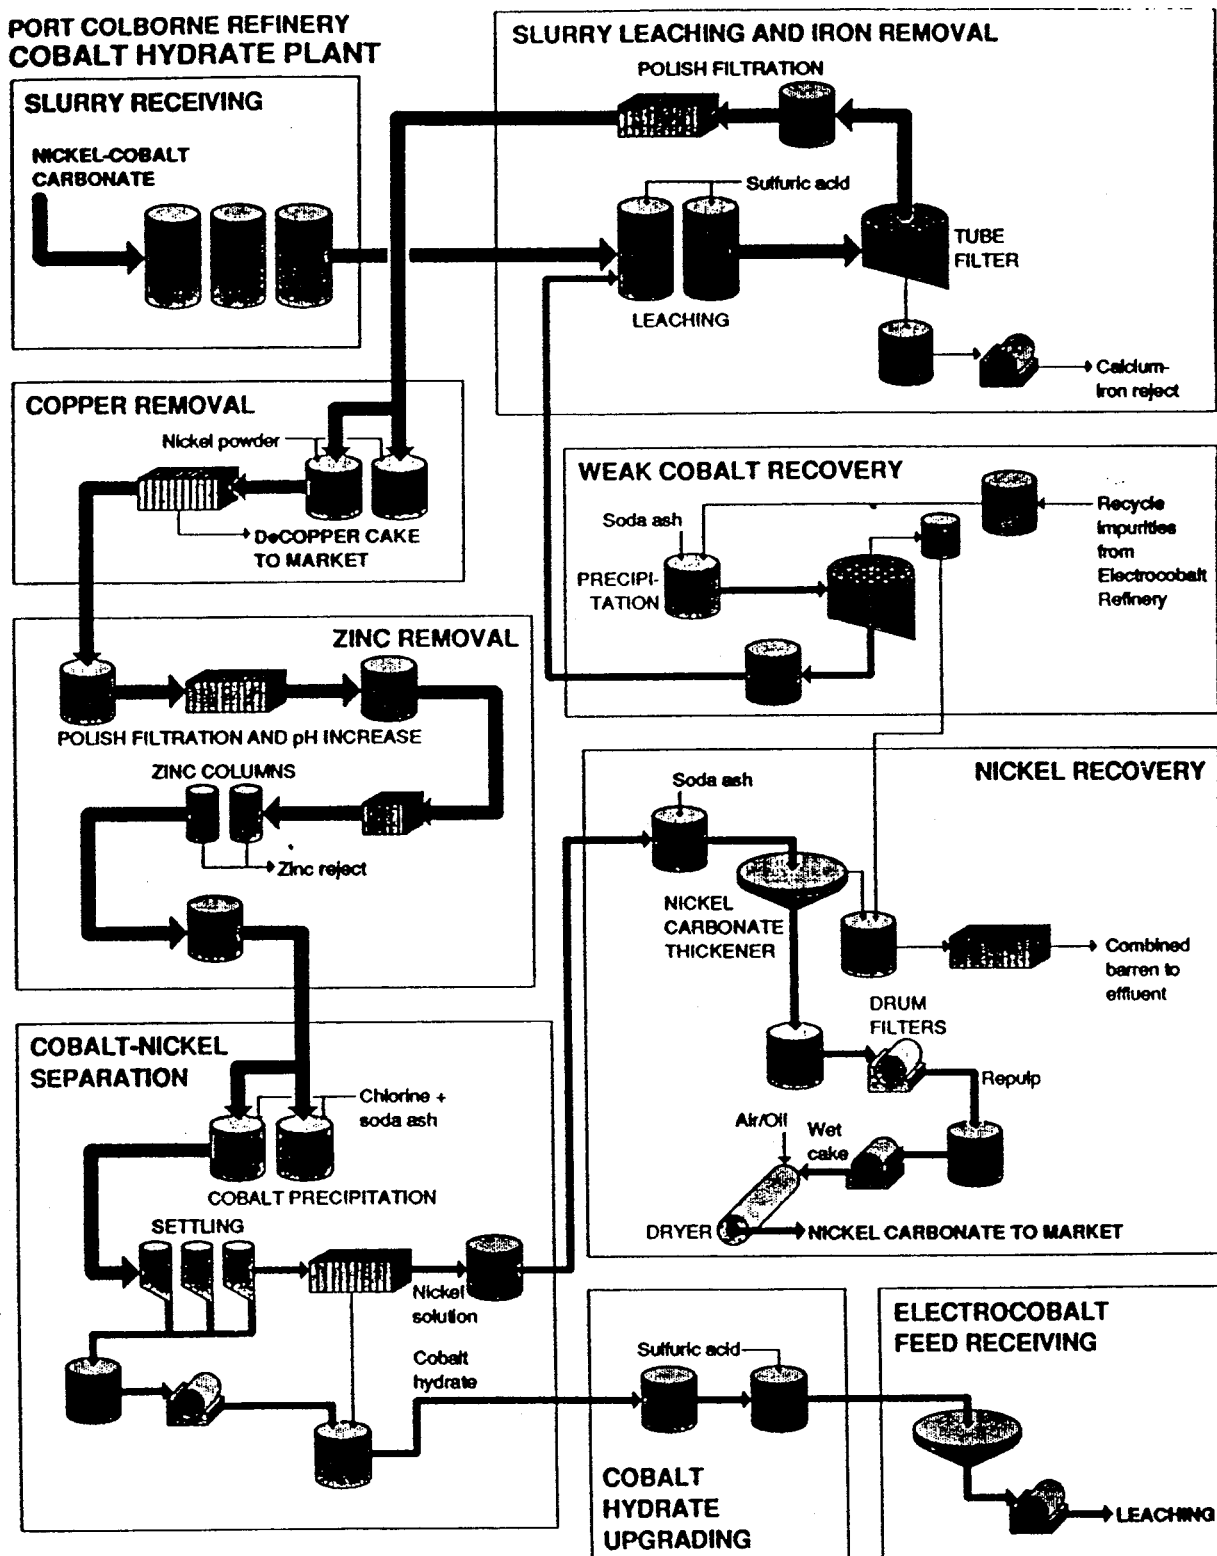 PORT COLBORNE REFINERY
COBALT HYDRATE PLANT
SLURRY RECEIVING
NICKEL-COBALT
CARBONATE
SLURRY LEACHING AND IRON REMOVAL
POLISH FILTRATION
Sulfuric acid
TUBE
FILTER
LEACHING
Calcium-
iron reject
COPPER REMOVAL
Nickel powder
DeCOPPER CAKE
TO MARKET
WEAK COBALT RECOVERY
Soda ash
PRECIPI-
TATION
Recycle
impurities
from
Electrocobalt
Refinery
ZINC REMOVAL
POLISH FILTRATION AND pH INCREASE
ZINC COLUMNS
Zinc reject
NICKEL RECOVERY
Soda ash
NICKEL
CARBONATE
THICKENER
Combined
barren to
effluent
DRUM
FILTERS
Repulp
Air/Oil
Wet
cake
DRYER
NICKEL CARBONATE TO MARKET
COBALT-NICKEL
SEPARATION
Chlorine +
soda ash
COBALT PRECIPITATION
SETTLING
Nickel
solution
Cobalt
hydrate
Sulfuric acid
COBALT
HYDRATE
UPGRADING
ELECTROCOBALT
FEED RECEIVING
LEACHING